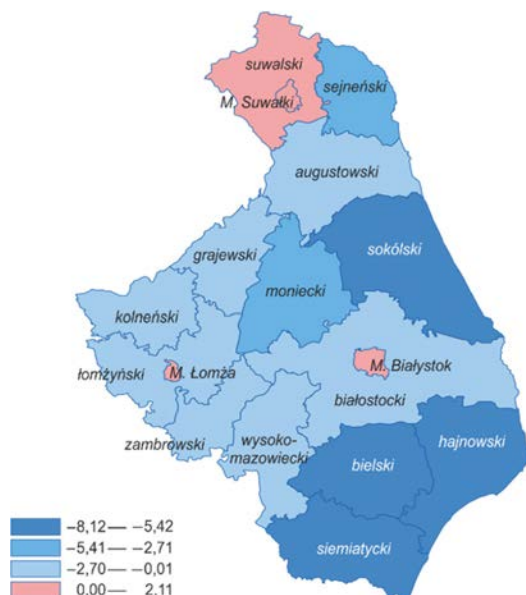 suwalski
sejneński
M. Suwałki
augustowski
sokólski
grajewski
moniecki
kolneński
łomżyński
M. Łomża
M. Białystok
białostocki
zambrowski
wysoko-
mazowiecki
hajnowski
bielski
siemiatycki
−8,12 — −5,42
−5,41 — −2,71
−2,70 — −0,01
0,00 — 2,11